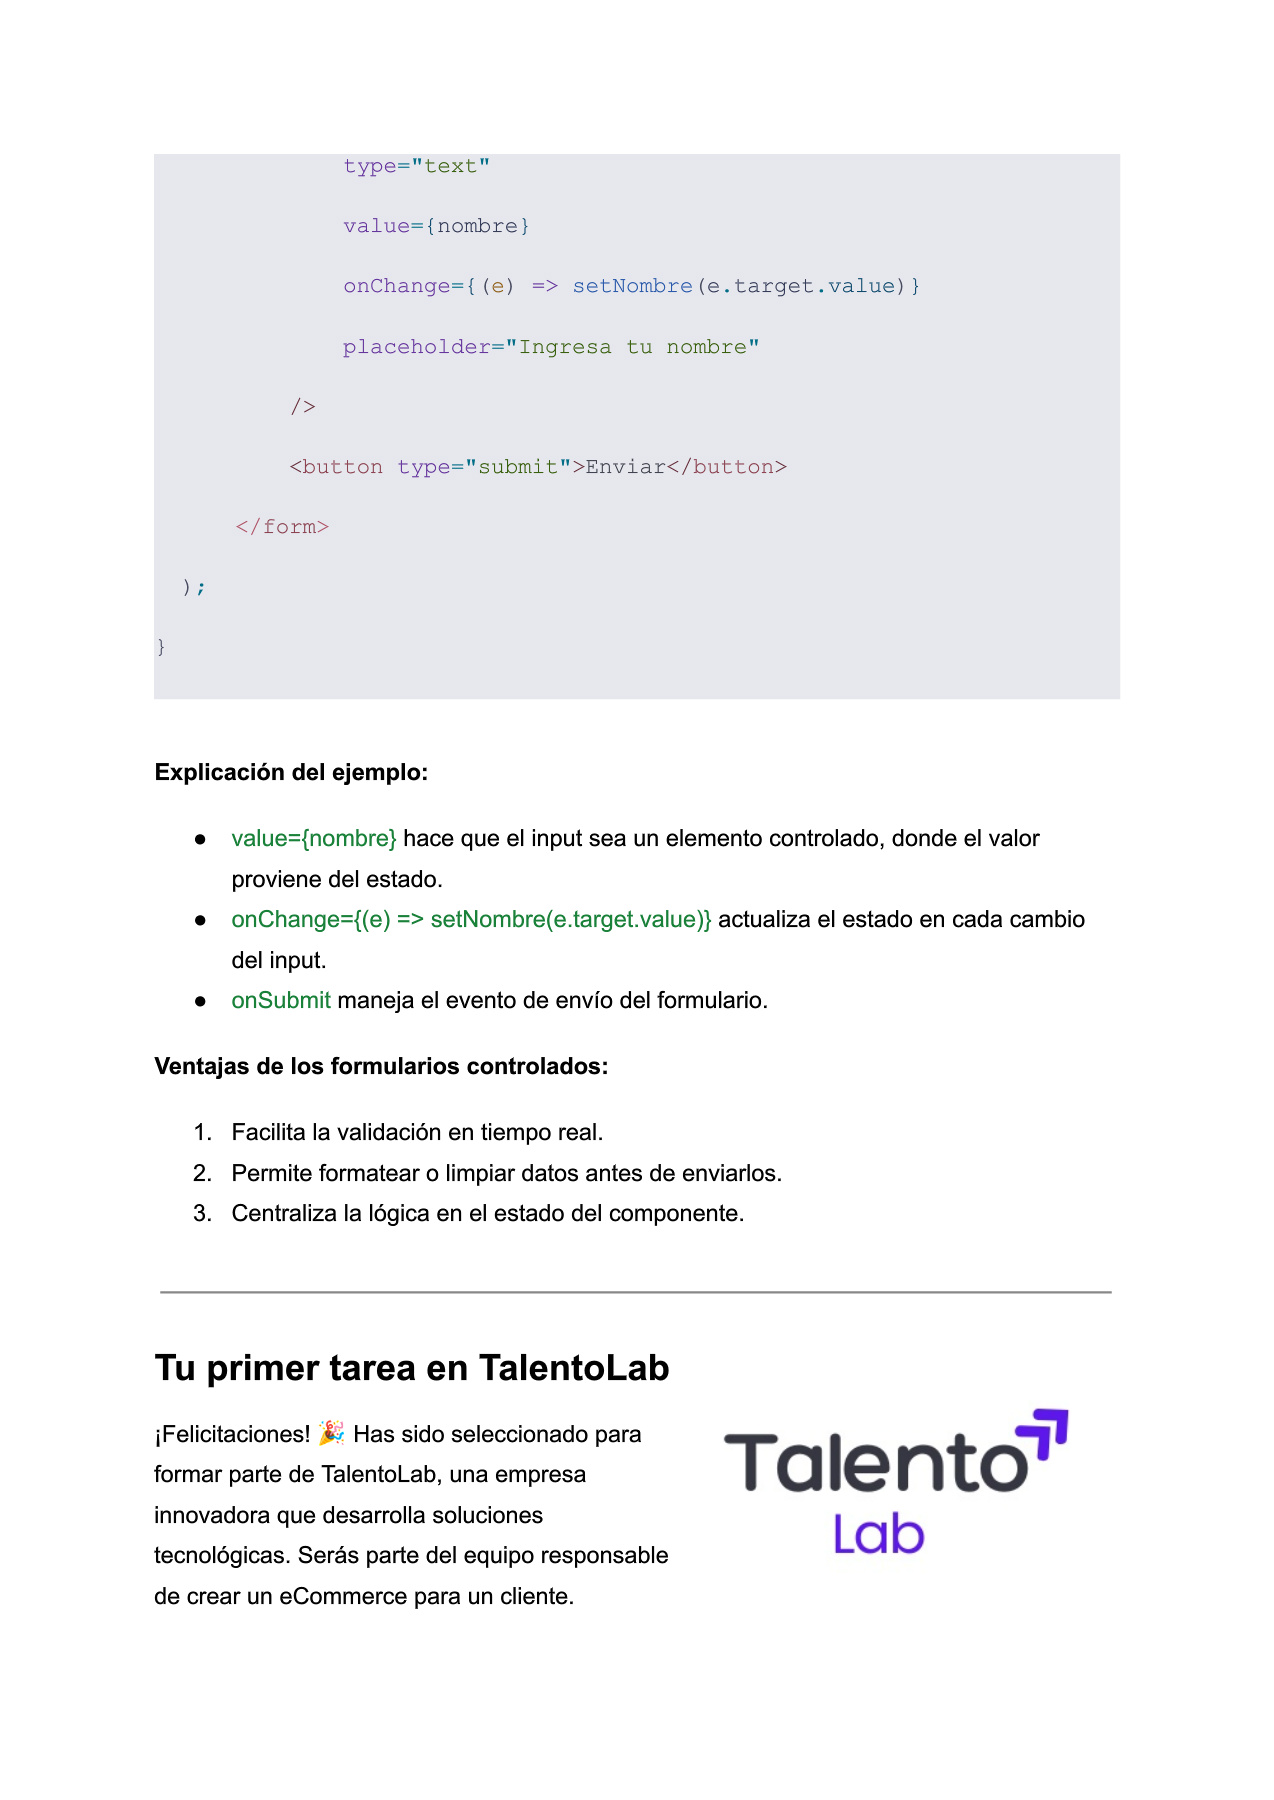 type="text"
value={nombre}
onChange={(e) => setNombre(e.target.value)}
placeholder="Ingresa tu nombre"
/>
<button type="submit">Enviar</button>
</form>
);
}
Explicación del ejemplo:
● value={nombre} hace que el input sea un elemento controlado, donde el valor
proviene del estado.
● onChange={(e) => setNombre(e.target.value)} actualiza el estado en cada cambio
del input.
● onSubmit maneja el evento de envío del formulario.
Ventajas de los formularios controlados:
1. Facilita la validación en tiempo real.
2. Permite formatear o limpiar datos antes de enviarlos.
3. Centraliza la lógica en el estado del componente.
Tu primer tarea en TalentoLab
¡Felicitaciones! 🎉 Has sido seleccionado para
formar parte de TalentoLab, una empresa
innovadora que desarrolla soluciones
tecnológicas. Serás parte del equipo responsable
de crear un eCommerce para un cliente.
Talento
Lab